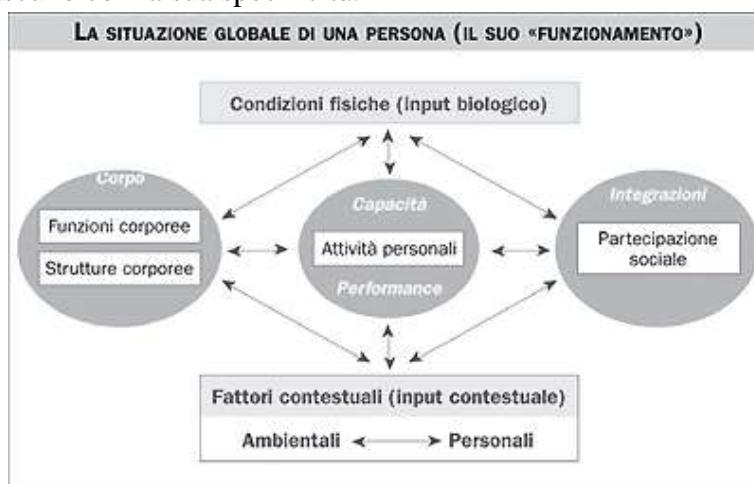 LA SITUAZIONE GLOBALE DI UNA PERSONA (IL SUO «FUNZIONAMENTO»)
Condizioni fisiche (input biologico)
Corpo
Funzioni corporee
Strutture corporee
Capacità
Attività personali
Performance
Integrazioni
Partecipazione
sociale
Fattori contestuali (input contestuale)
Ambientali Personali